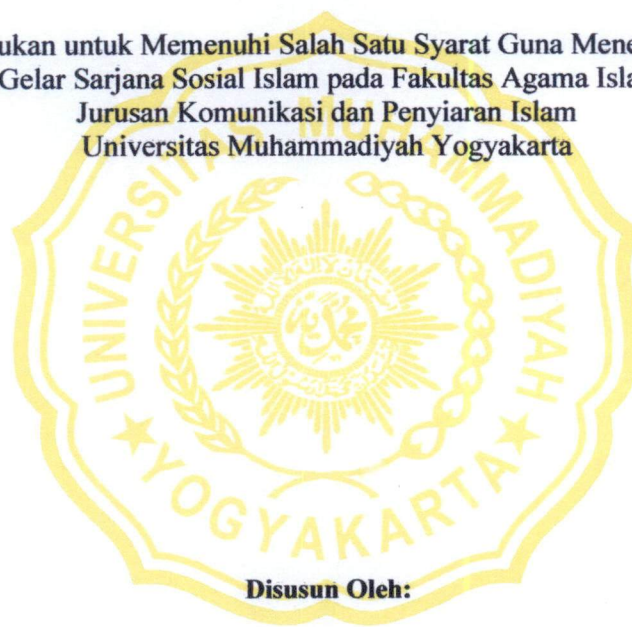 ukan untuk Memenuhi Salah Satu Syarat Guna Mene
Gelar Sarjana Sosial Islam pada Fakultas Agama Isla
Jurusan Komunikasi dan Penyiaran Islam
Universitas Muhammadiyah Yogyakarta
UNIVERSITAS MUHAMMADIYAH
★ YOGYAKARTA ★
Disusun Oleh: